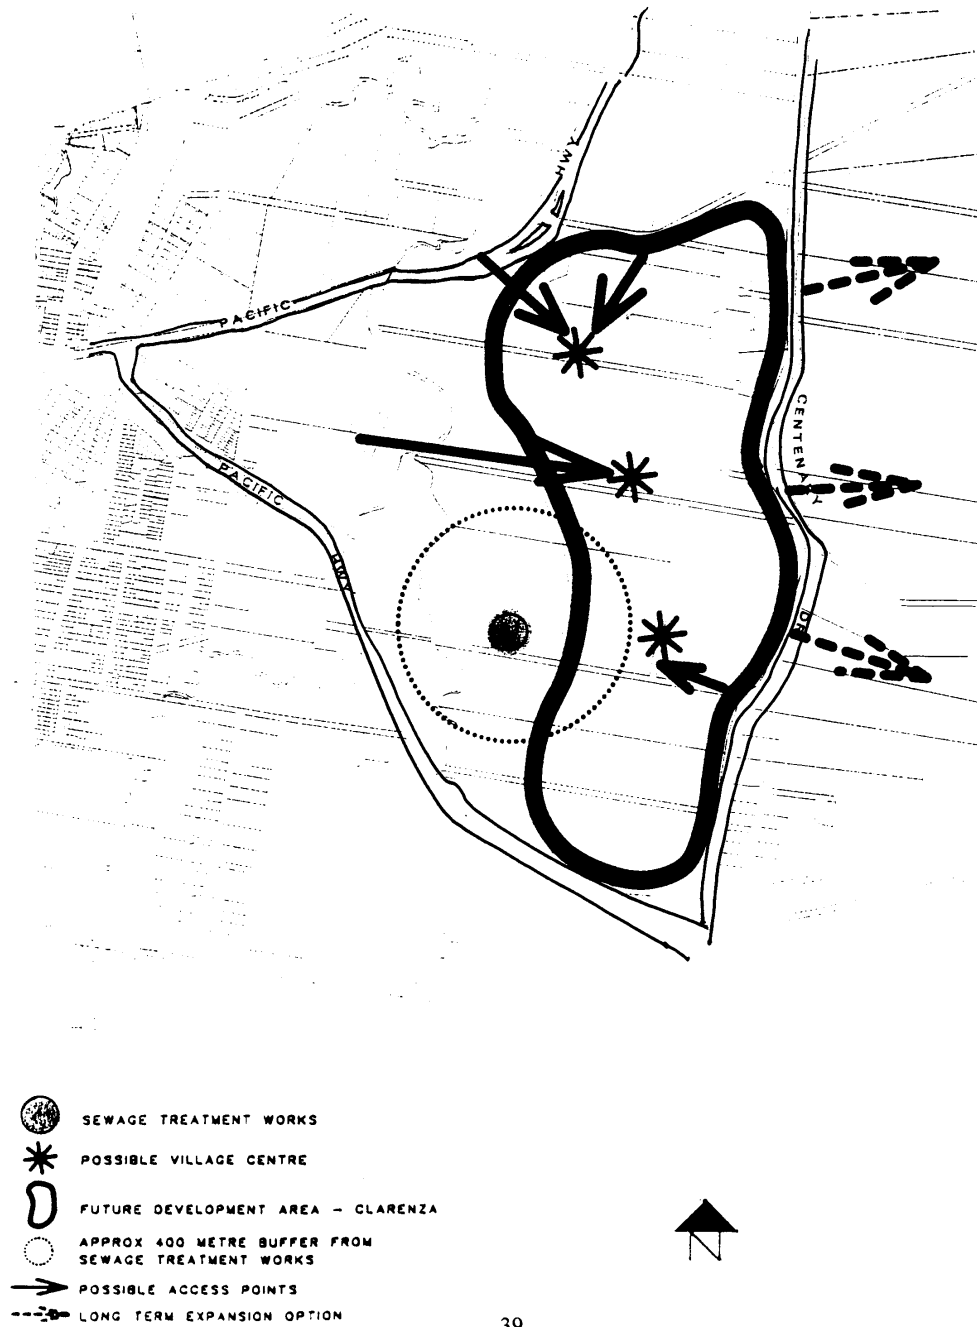 HWY
PACIFIC
CENTENARY
PACIFIC
HWY
DR
SEWAGE TREATMENT WORKS
POSSIBLE VILLAGE CENTRE
FUTURE DEVELOPMENT AREA - CLARENZA
APPROX 400 METRE BUFFER FROM
SEWAGE TREATMENT WORKS
POSSIBLE ACCESS POINTS
LONG TERM EXPANSION OPTION
N
39